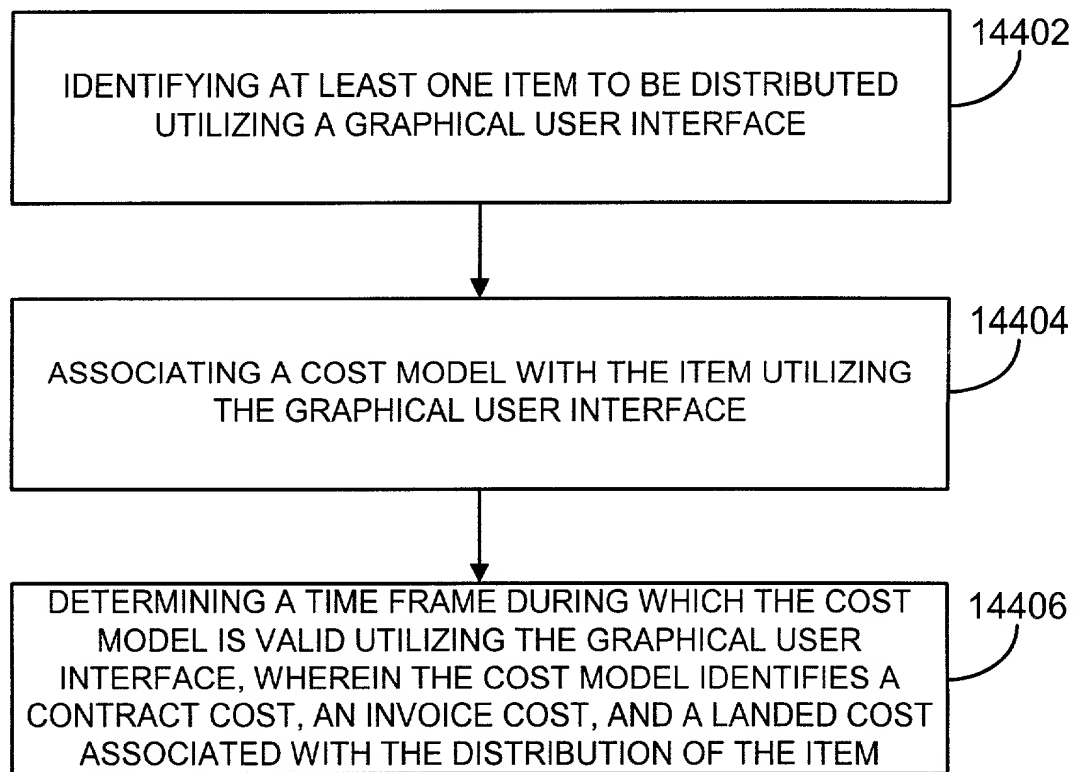 14402
IDENTIFYING AT LEAST ONE ITEM TO BE DISTRIBUTED
UTILIZING A GRAPHICAL USER INTERFACE
14404
ASSOCIATING A COST MODEL WITH THE ITEM UTILIZING
THE GRAPHICAL USER INTERFACE
14406
DETERMINING A TIME FRAME DURING WHICH THE COST
MODEL IS VALID UTILIZING THE GRAPHICAL USER
INTERFACE, WHEREIN THE COST MODEL IDENTIFIES A
CONTRACT COST, AN INVOICE COST, AND A LANDED COST
ASSOCIATED WITH THE DISTRIBUTION OF THE ITEM